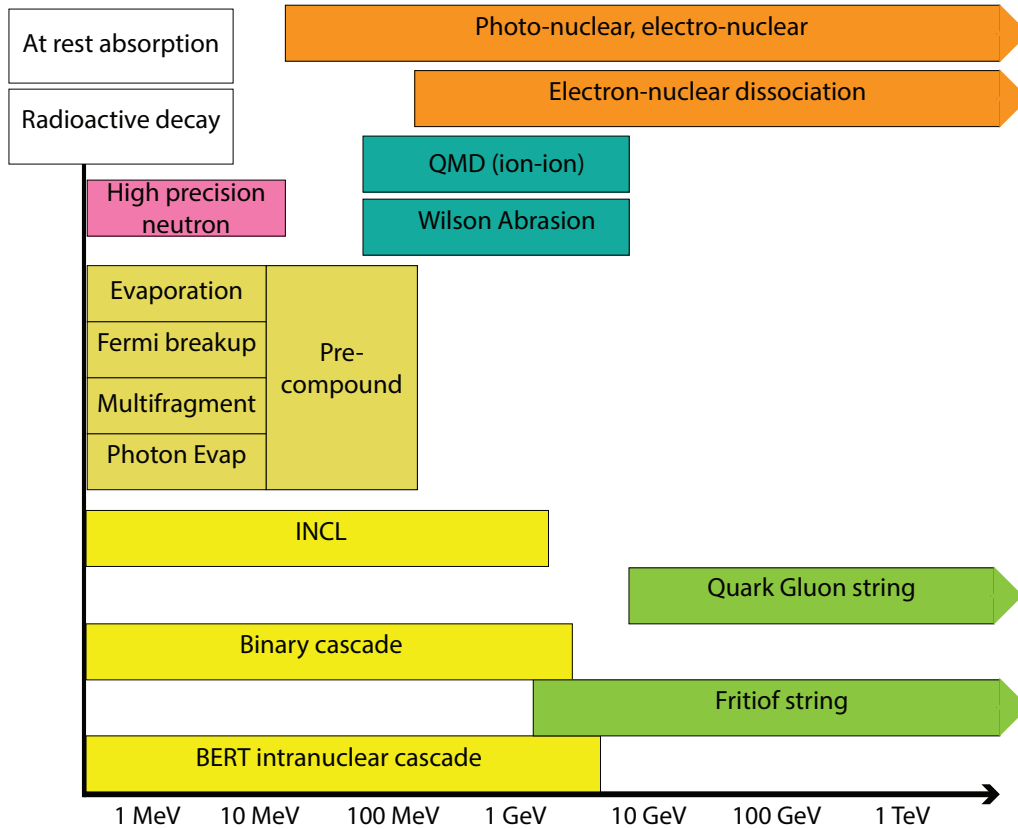 At rest absorption
Photo-nuclear, electro-nuclear
Electron-nuclear dissociation
Radioactive decay
QMD (ion-ion)
High precision
neutron
Wilson Abrasion
Evaporation
Fermi breakup
Pre-
compound
Multifragment
Photon Evap
INCL
Quark Gluon string
Binary cascade
Fritiof string
BERT intranuclear cascade
1 MeV 10 MeV 100 MeV 1 GeV 10 GeV 100 GeV 1 TeV